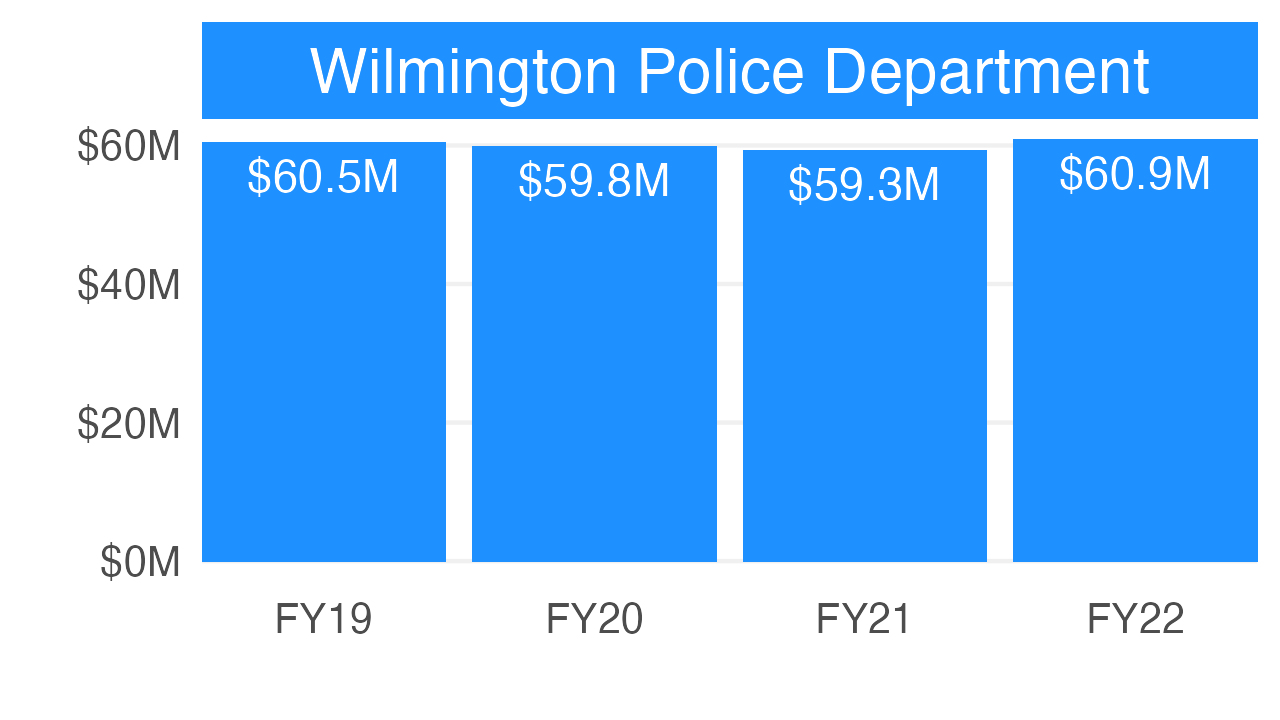 Wilmington Police Department
$60M
$60.5M
$59.8M
$59.3M
$60.9M
$40M
$20M
$0M
FY19
FY20
FY21
FY22